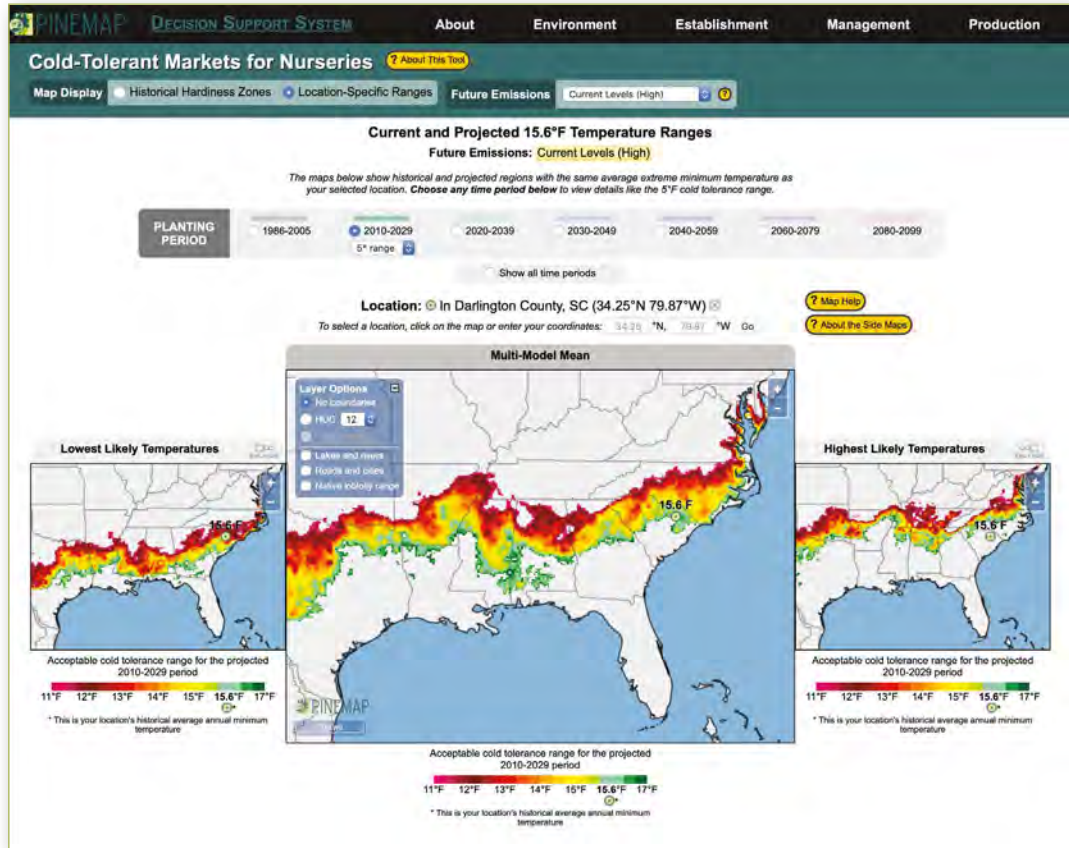 PINEMAP DECISION SUPPORT SYSTEM About Environment Establishment Management Production
Cold-Tolerant Markets for Nurseries ? About This Tool
Map Display Historical Hardiness Zones Location-Specific Ranges Future Emissions Current Levels (High) ?
Current and Projected 15.6°F Temperature Ranges
Future Emissions: Current Levels (High)
The maps below show historical and projected regions with the same average extreme minimum temperature as
your selected location. Choose any time period below to view details like the 5°F cold tolerance range.
PLANTING
PERIOD
1986-2005 2010-2029 2020-2039 2030-2049 2040-2059 2060-2079 2080-2099
5° range
Show all time periods
Location: In Darlington County, SC (34.25°N 79.87°W)
? Map Help
To select a location, click on the map or enter your coordinates: 34.25 °N, 79.87 °W Go
? About the Side Maps
Multi-Model Mean
Layer Options
No boundaries
HUC 12
Lakes and rivers
Roads and cities
Native loblolly range
+
−
15.6 F
PINEMAP
Lowest Likely Temperatures
+
−
15.6 F
Acceptable cold tolerance range for the projected
2010-2029 period
11°F 12°F 13°F 14°F 15°F 15.6°F 17°F
* This is your location's historical average annual minimum
temperature
Highest Likely Temperatures
+
−
15.6 F
Acceptable cold tolerance range for the projected
2010-2029 period
11°F 12°F 13°F 14°F 15°F 15.6°F 17°F
* This is your location's historical average annual minimum
temperature
Acceptable cold tolerance range for the projected
2010-2029 period
11°F 12°F 13°F 14°F 15°F 15.6°F 17°F
* This is your location's historical average annual minimum
temperature